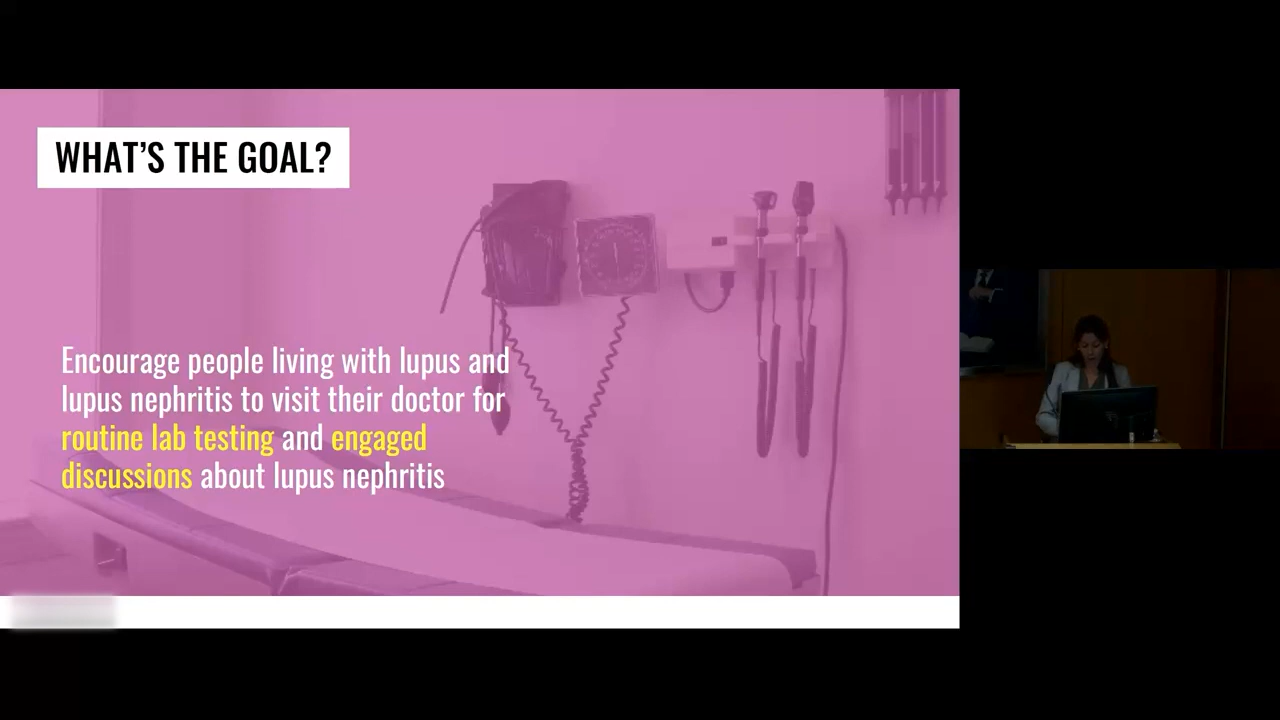 WHAT'S THE GOAL?
Encourage people living with lupus and
lupus nephritis to visit their doctor for
routine lab testing and engaged
discussions about lupus nephritis